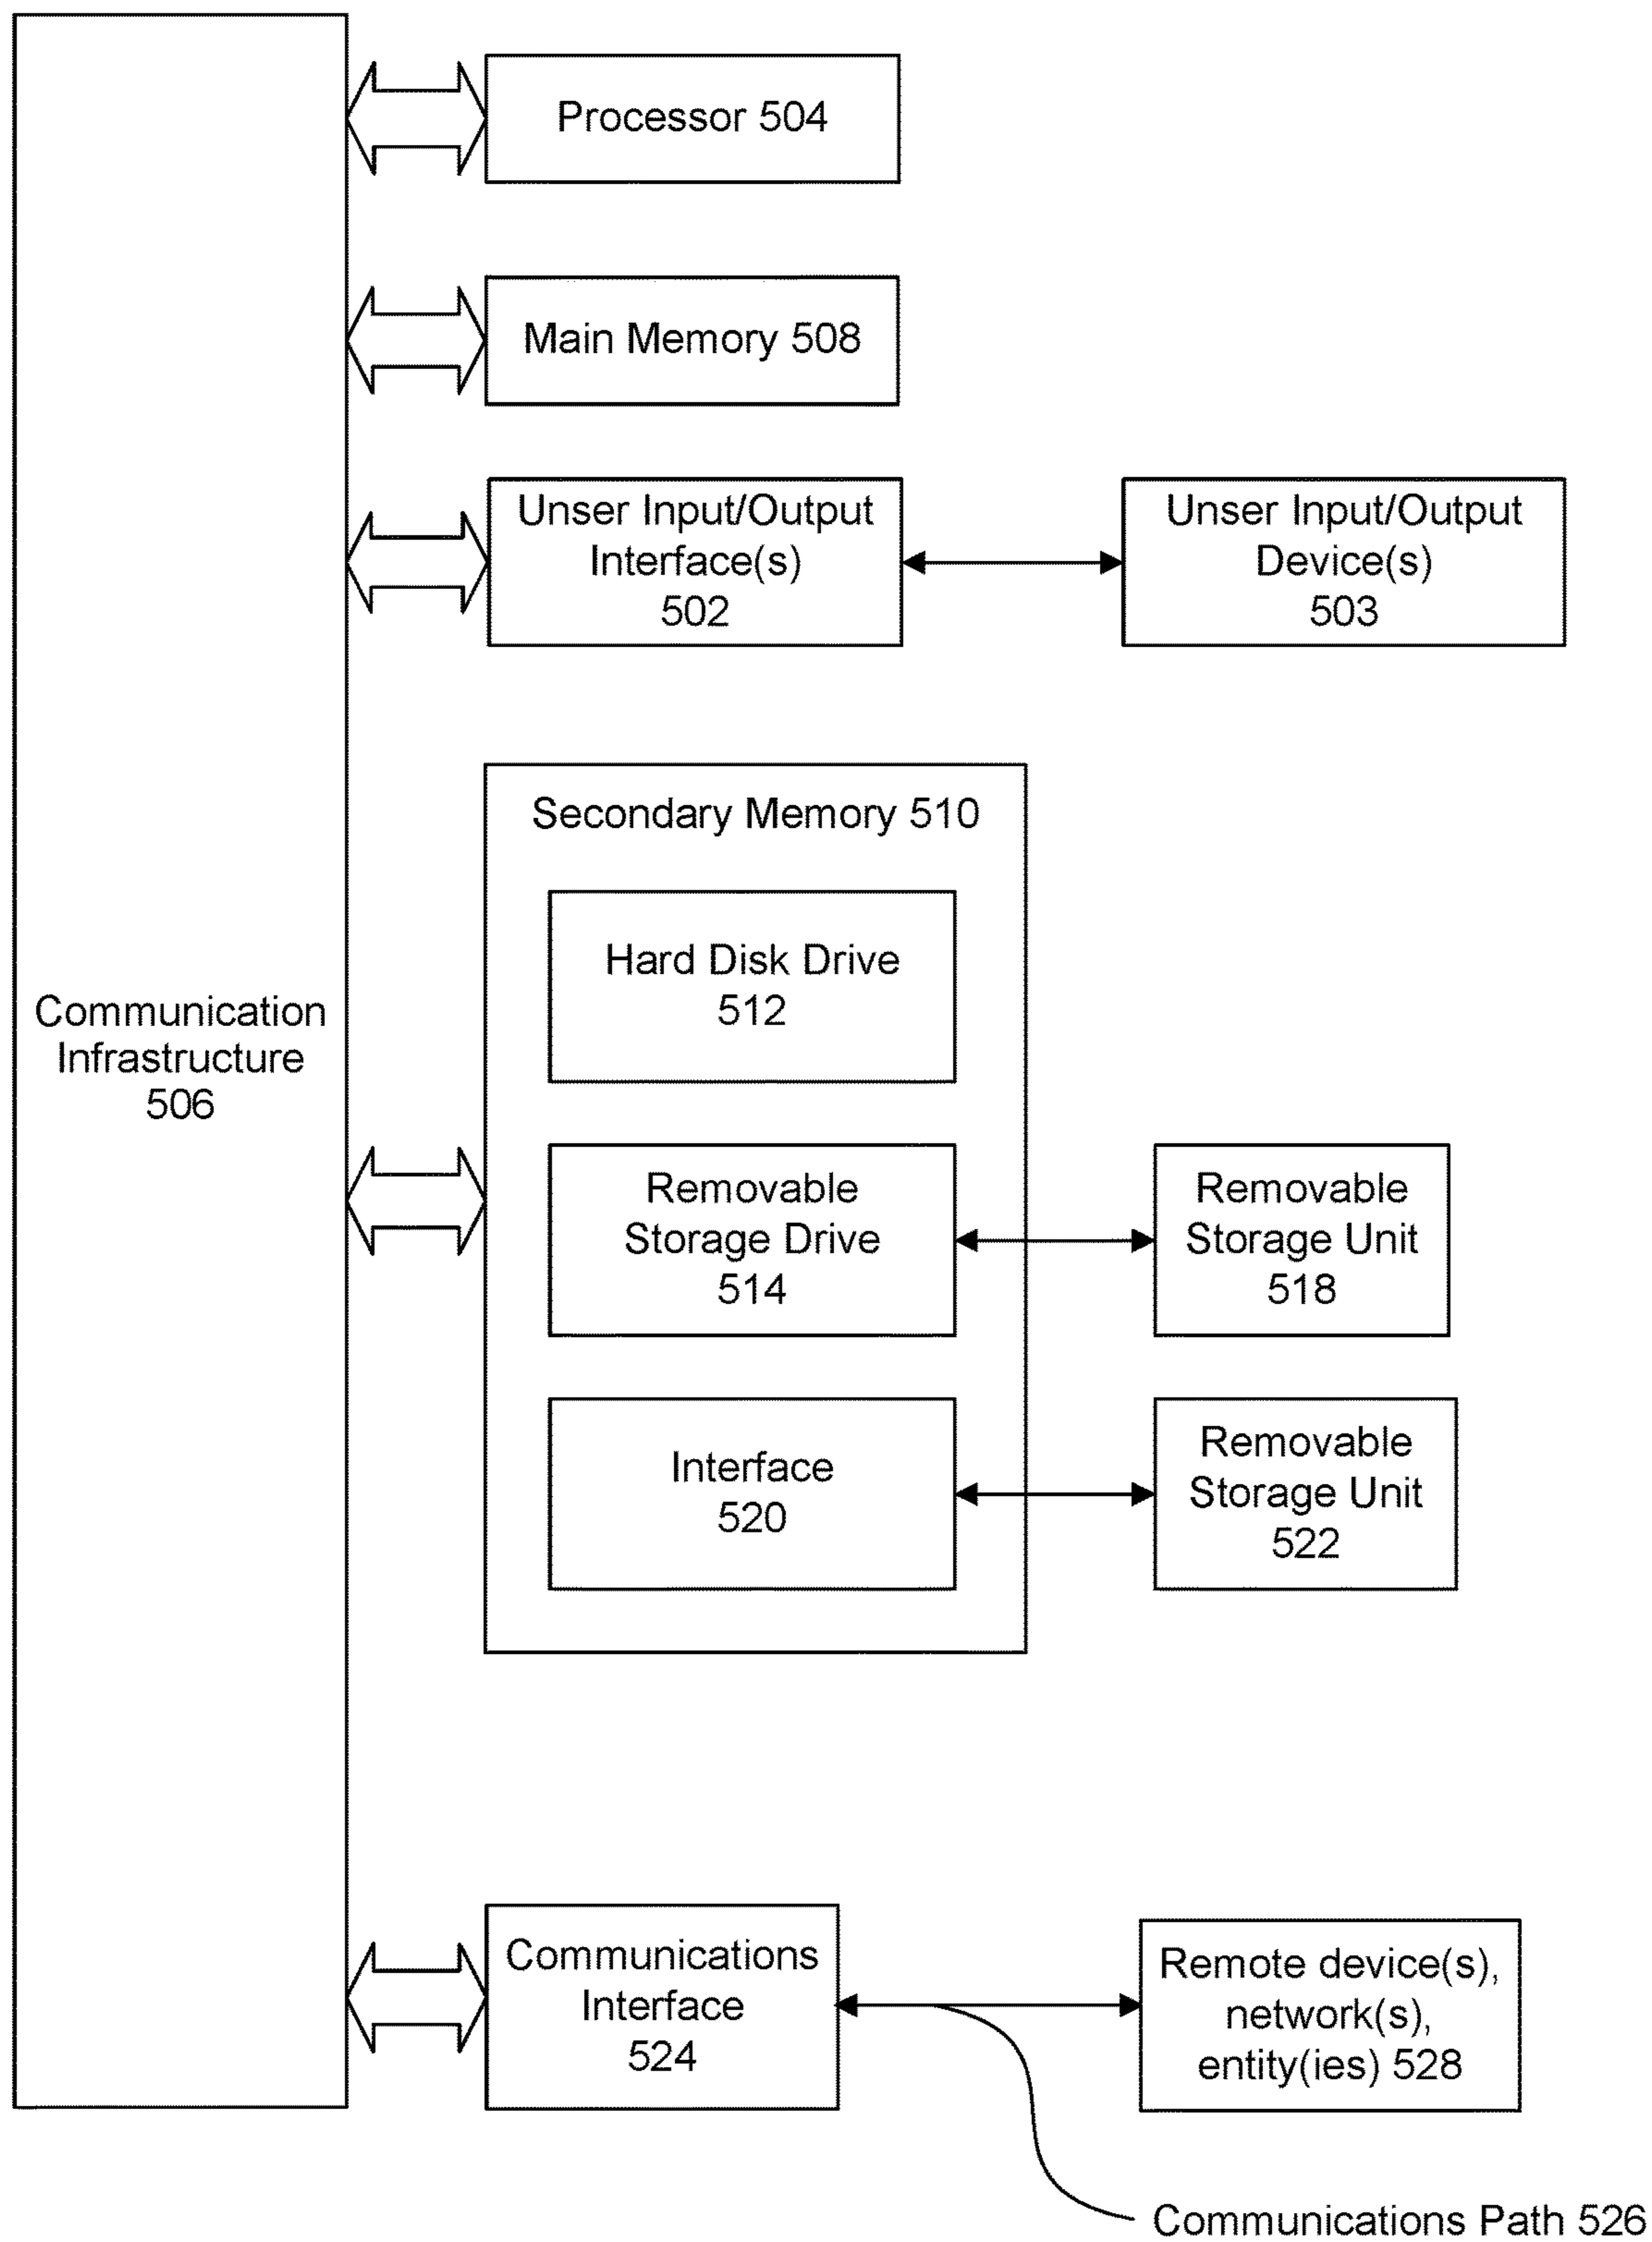 Processor 504
Main Memory 508
Unser Input/Output
Interface(s)
502
Unser Input/Output
Device(s)
503
Communication
Infrastructure
506
Secondary Memory 510
Hard Disk Drive
512
Removable
Storage Drive
514
Removable
Storage Unit
518
Interface
520
Removable
Storage Unit
522
Communications
Interface
524
Remote device(s),
network(s),
entity(ies) 528
Communications Path 526